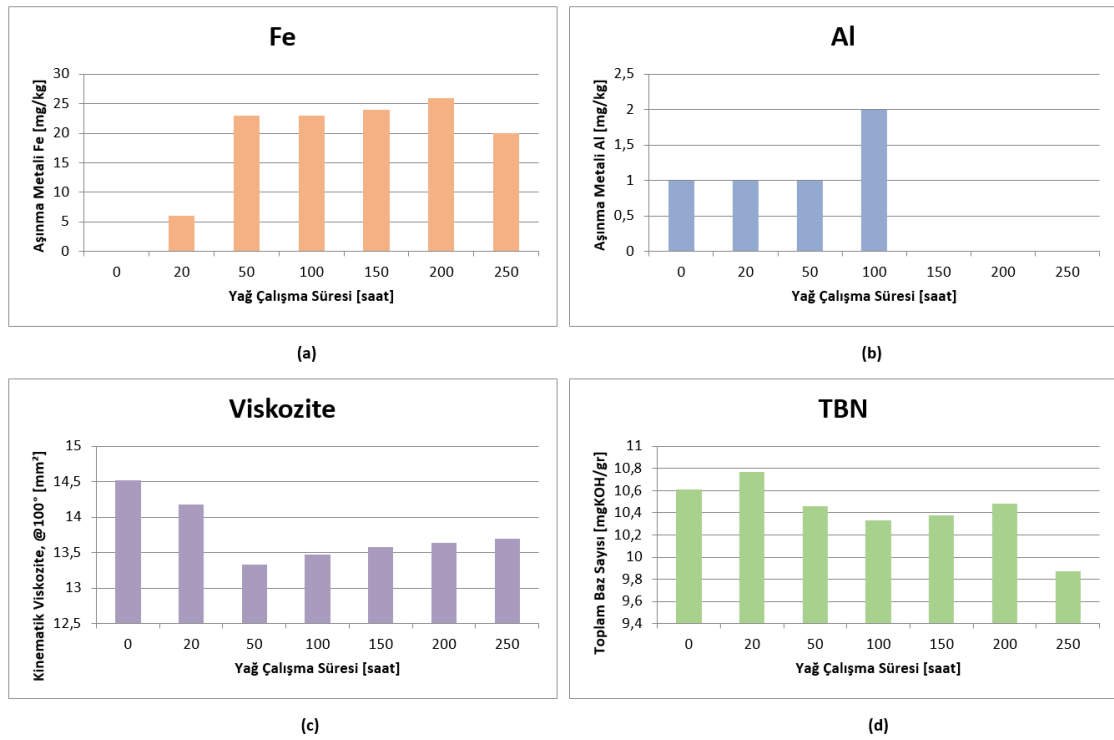 Fe
Aşınma Metali Fe [mg/kg]
30
25
20
15
10
5
0
0 20 50 100 150 200 250
Yağ Çalışma Süresi [saat]
(a)
Al
Aşınma Metali Al [mg/kg]
2,5
2
1,5
1
0,5
0
0 20 50 100 150 200 250
Yağ Çalışma Süresi [saat]
(b)
Viskozite
Kinematik Viskozite, @100° [mm²]
15
14,5
14
13,5
13
12,5
0 20 50 100 150 200 250
Yağ Çalışma Süresi [saat]
(c)
TBN
Toplam Baz Sayısı [mgKOH/gr]
11
10,8
10,6
10,4
10,2
10
9,8
9,6
9,4
0 20 50 100 150 200 250
Yağ Çalışma Süresi [saat]
(d)